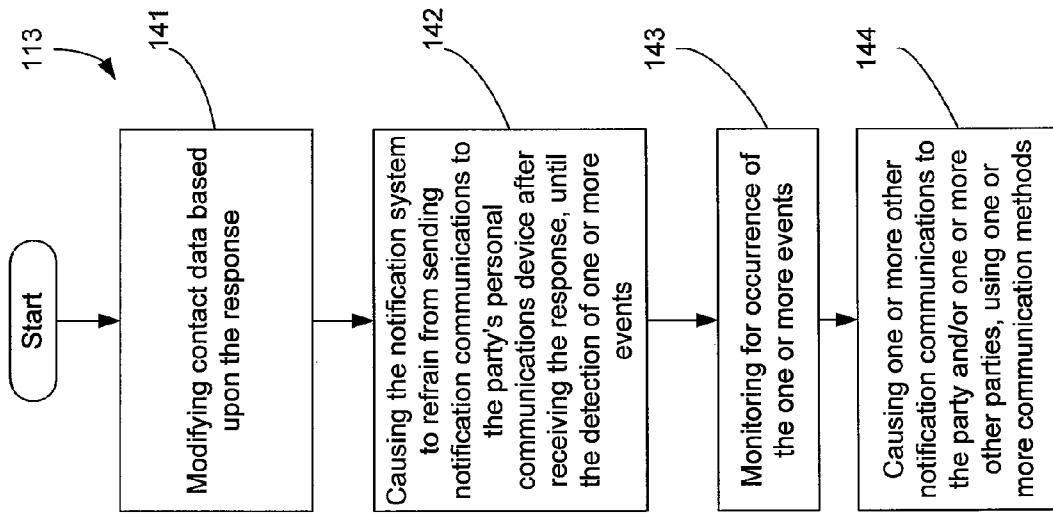 113
Start
141
Modifying contact data based
upon the response
142
Causing the notification system
to refrain from sending
notification communications to
the party's personal
communications device after
receiving the response, until
the detection of one or more
events
143
Monitoring for occurrence of
the one or more events
144
Causing one or more other
notification communications to
the party and/or one or more
other parties, using one or
more communication methods